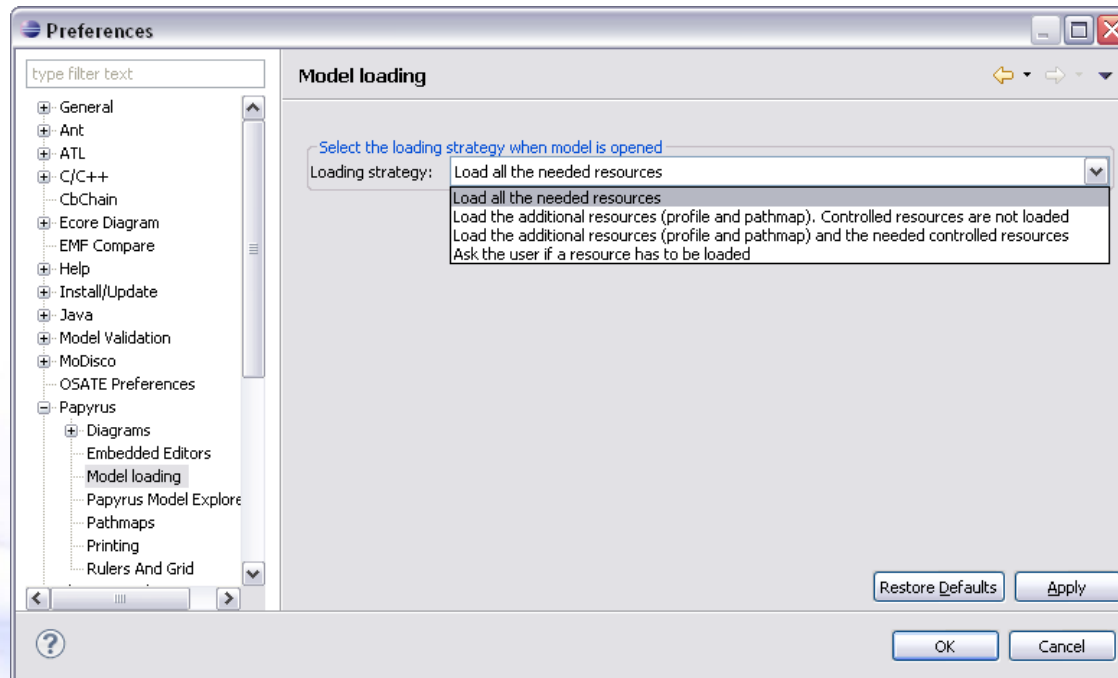 Preferences
type filter text
General
Ant
ATL
C/C++
CbChain
Ecore Diagram
EMF Compare
Help
Install/Update
Java
Model Validation
MoDisco
OSATE Preferences
Papyrus
Diagrams
Embedded Editors
Model loading
Papyrus Model Explore
Pathmaps
Printing
Rulers And Grid
Model loading
Select the loading strategy when model is opened
Loading strategy: Load all the needed resources
Load all the needed resources
Load the additional resources (profile and pathmap). Controlled resources are not loaded
Load the additional resources (profile and pathmap) and the needed controlled resources
Ask the user if a resource has to be loaded
Restore Defaults Apply
? OK Cancel